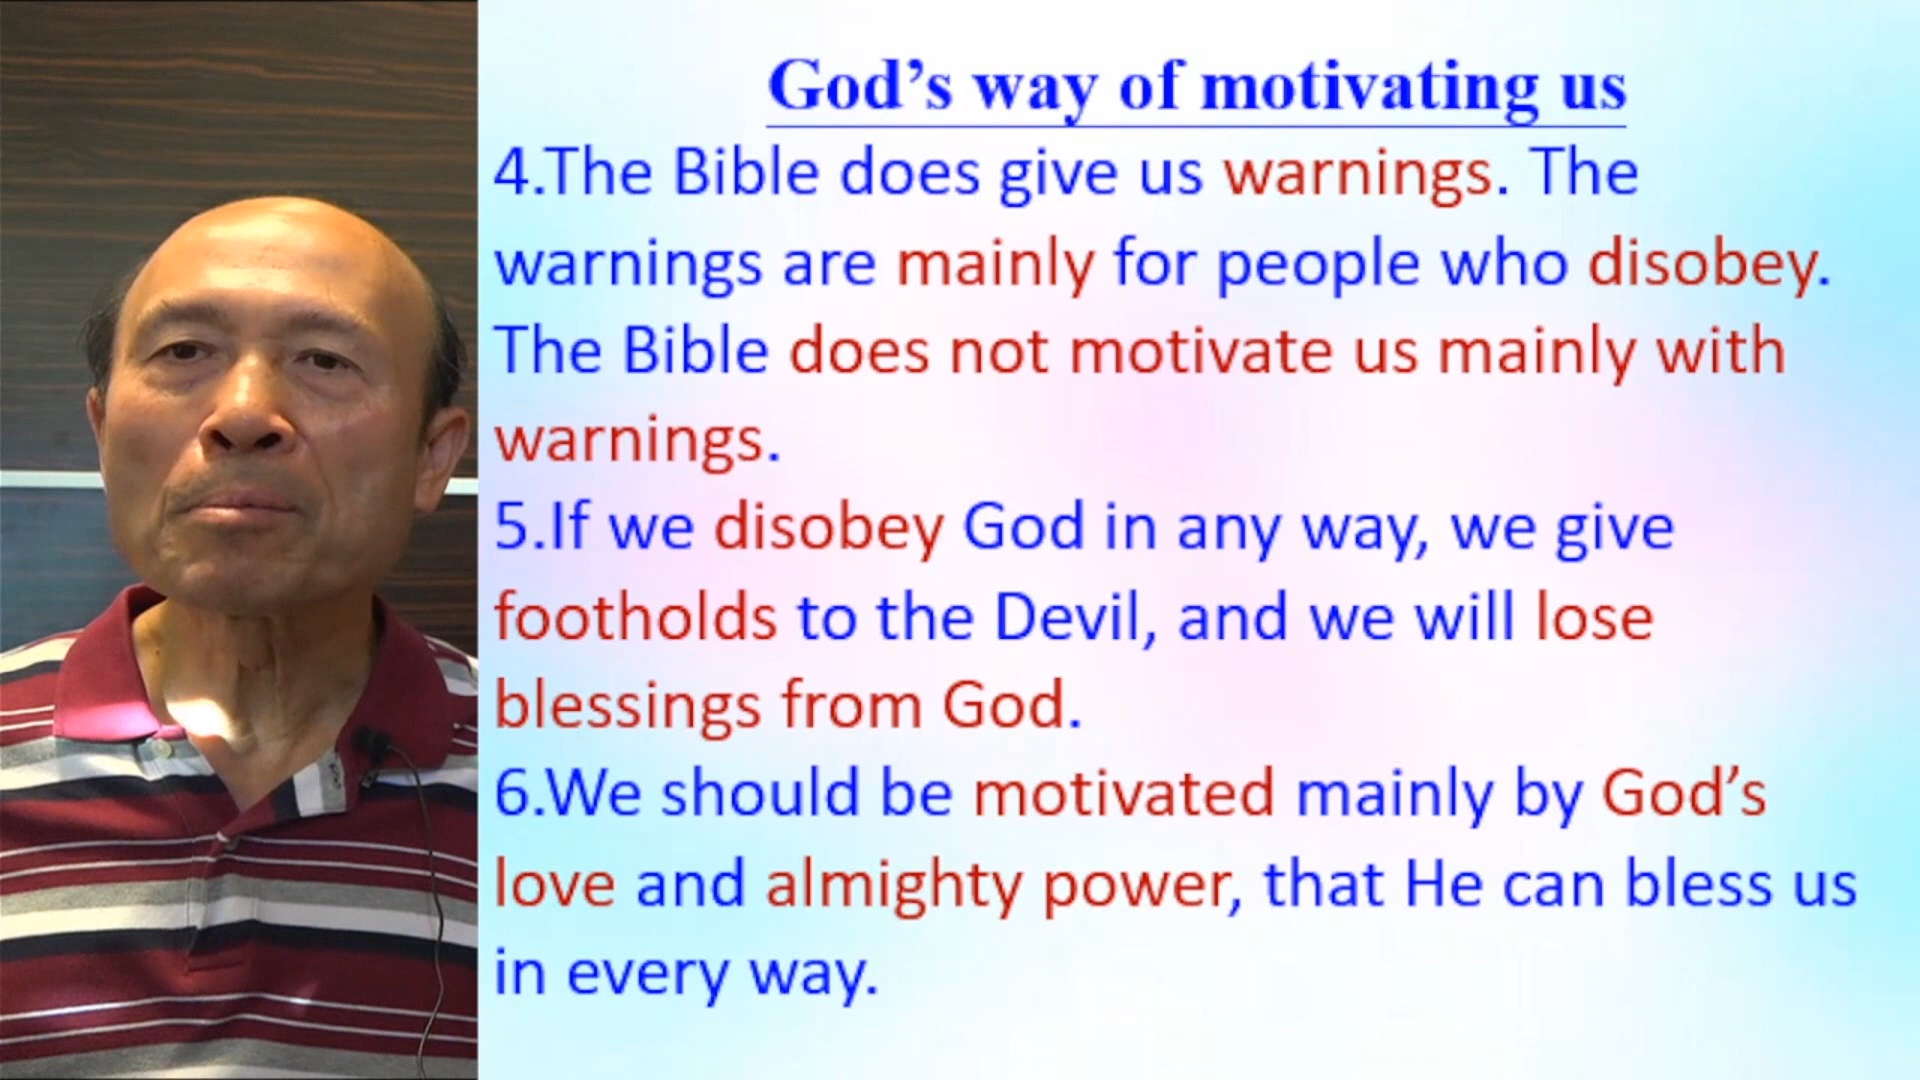 God’s way of motivating us
4.The Bible does give us warnings. The
warnings are mainly for people who disobey.
The Bible does not motivate us mainly with
warnings.
5.If we disobey God in any way, we give
footholds to the Devil, and we will lose
blessings from God.
6.We should be motivated mainly by God’s
love and almighty power, that He can bless us
in every way.